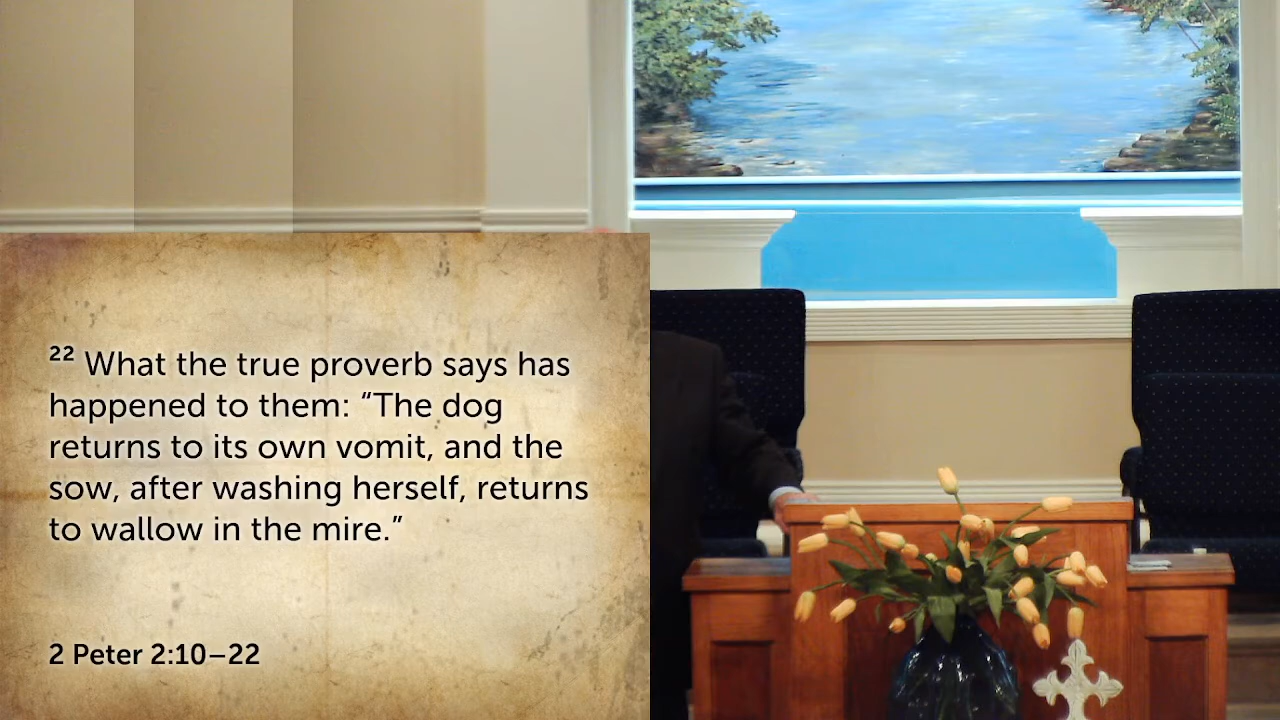 ²² What the true proverb says has
happened to them: “The dog
returns to its own vomit, and the
sow, after washing herself, returns
to wallow in the mire.”
2 Peter 2:10–22